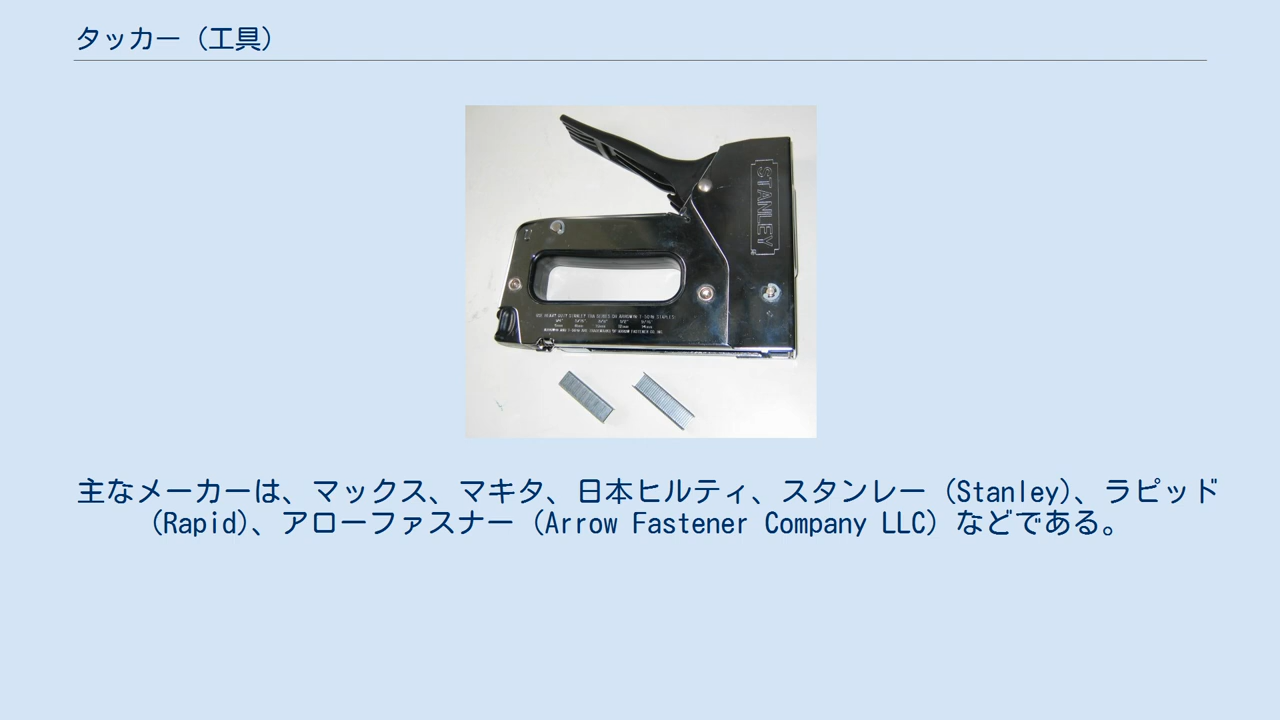 タッカー（工具）
STANLEY
主なメーカーは、マックス、マキタ、日本ヒルティ、スタンレー（Stanley）、ラピッド
（Rapid）、アローファスナー（Arrow Fastener Company LLC）などである。